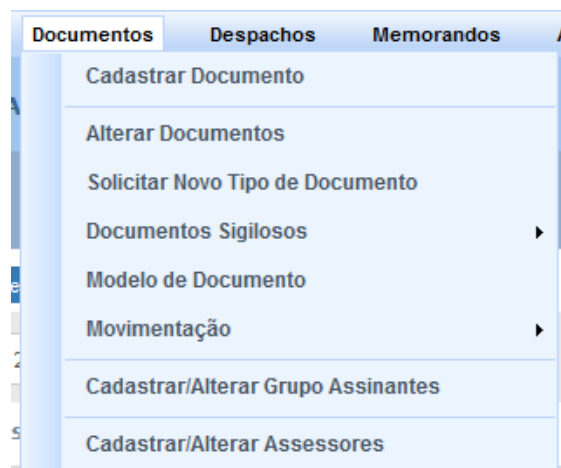 Documentos Despachos Memorandos
Cadastrar Documento
Alterar Documentos
Solicitar Novo Tipo de Documento
Documentos Sigilosos
Modelo de Documento
Movimentação
Cadastrar/Alterar Grupo Assinantes
Cadastrar/Alterar Assessores